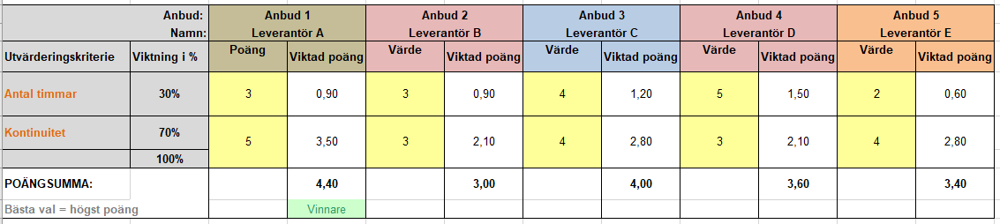 Anbud: Anbud 1 Anbud 2 Anbud 3 Anbud 4 Anbud 5
Namn: Leverantör A Leverantör B Leverantör C Leverantör D Leverantör E
Utvärderingskriterie Viktning i % Poäng Viktad poäng Värde Viktad poäng Värde Viktad poäng Värde Viktad poäng Värde Viktad poäng
Antal timmar 30% 3 0,90 3 0,90 4 1,20 5 1,50 2 0,60
Kontinuitet 70% 5 3,50 3 2,10 4 2,80 3 2,10 4 2,80
100%
POÄNGSUMMA: 4,40 3,00 4,00 3,60 3,40
Bästa val = högst poäng Vinnare